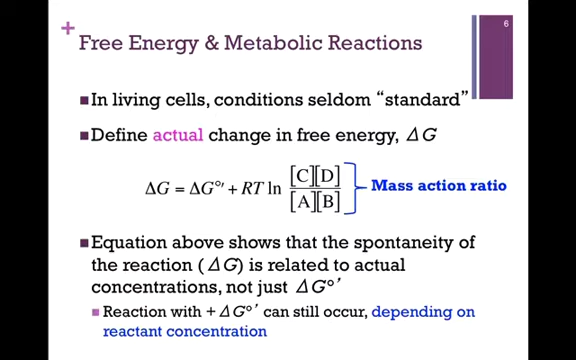 6
+
Free Energy & Metabolic Reactions
■In living cells, conditions seldom “standard”
■Define actual change in free energy, ΔG
ΔG = ΔG°′ + RT ln [C][D] / [A][B]
Mass action ratio
■Equation above shows that the spontaneity of
the reaction (ΔG) is related to actual
concentrations, not just ΔG°′
■Reaction with +ΔG°′ can still occur, depending on
reactant concentration